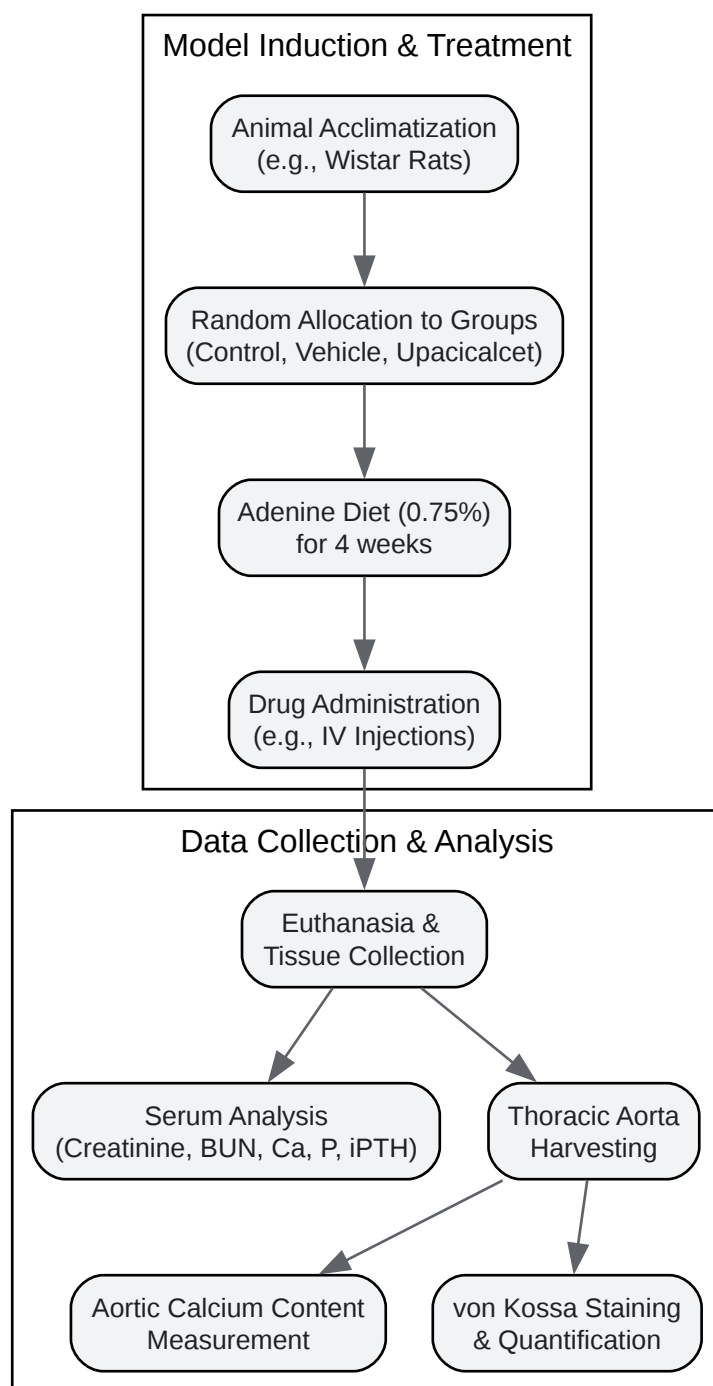 Model Induction & Treatment
Animal Acclimatization
(e.g., Wistar Rats)
Random Allocation to Groups
(Control, Vehicle, Upacicalcet)
Adenine Diet (0.75%)
for 4 weeks
Drug Administration
(e.g., IV Injections)
Data Collection & Analysis
Euthanasia &
Tissue Collection
Serum Analysis
(Creatinine, BUN, Ca, P, iPTH)
Thoracic Aorta
Harvesting
Aortic Calcium Content
Measurement
von Kossa Staining
& Quantification